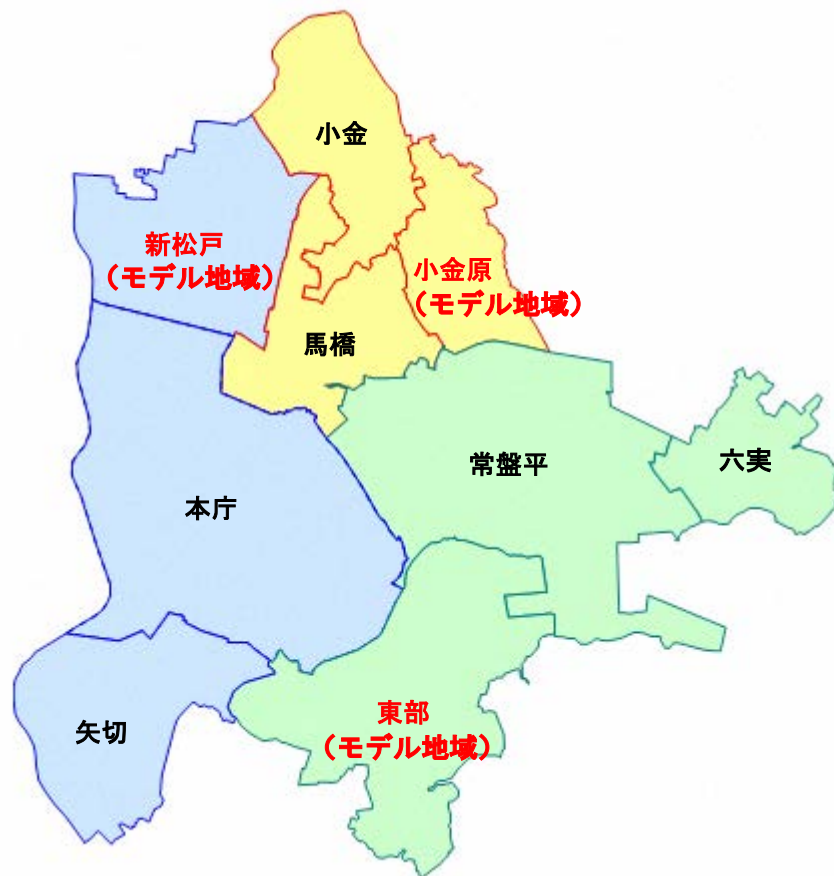 小金
新松戸
（モデル地域）
小金原
（モデル地域）
馬橋
常盤平
六実
本庁
矢切
東部
（モデル地域）